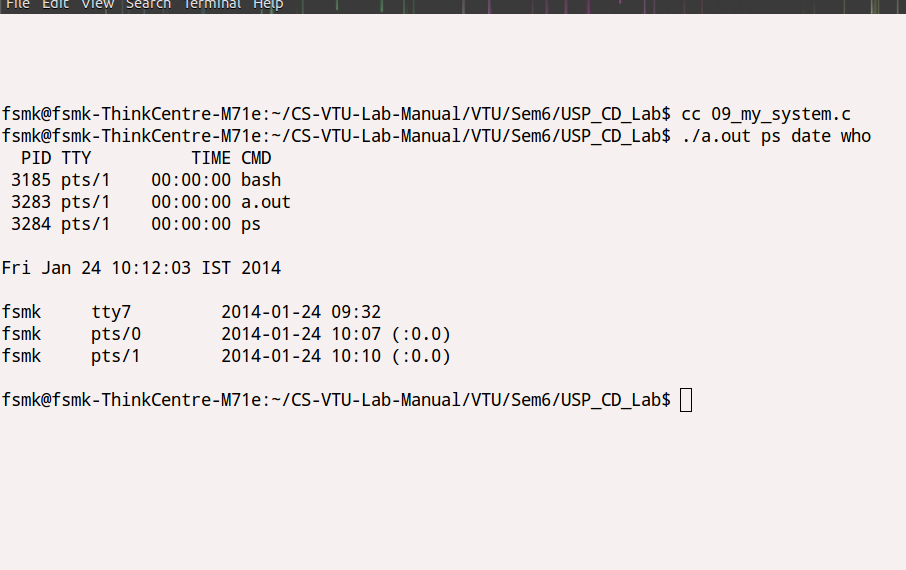 File Edit View Search Terminal Help
fsmk@fsmk-ThinkCentre-M71e:~/CS-VTU-Lab-Manual/VTU/Sem6/USP_CD_Lab$ cc 09_my_system.c
fsmk@fsmk-ThinkCentre-M71e:~/CS-VTU-Lab-Manual/VTU/Sem6/USP_CD_Lab$ ./a.out ps date who
  PID TTY          TIME CMD
 3185 pts/1    00:00:00 bash
 3283 pts/1    00:00:00 a.out
 3284 pts/1    00:00:00 ps
Fri Jan 24 10:12:03 IST 2014
fsmk     tty7         2014-01-24 09:32
fsmk     pts/0        2014-01-24 10:07 (:0.0)
fsmk     pts/1        2014-01-24 10:10 (:0.0)
fsmk@fsmk-ThinkCentre-M71e:~/CS-VTU-Lab-Manual/VTU/Sem6/USP_CD_Lab$